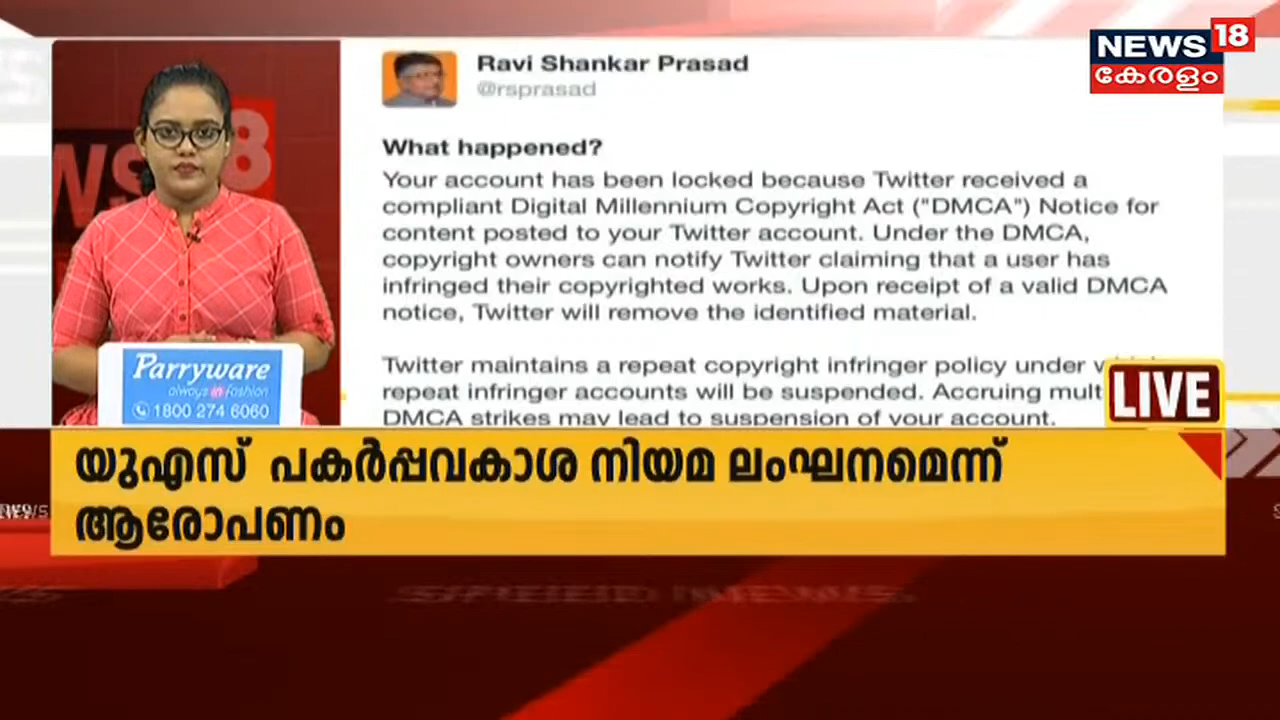 NEWS 18
കേരളം
Ravi Shankar Prasad
@rsprasad
What happened?
Your account has been locked because Twitter received a
compliant Digital Millennium Copyright Act ("DMCA") Notice for
content posted to your Twitter account. Under the DMCA,
copyright owners can notify Twitter claiming that a user has
infringed their copyrighted works. Upon receipt of a valid DMCA
notice, Twitter will remove the identified material.
Twitter maintains a repeat copyright infringer policy under
repeat infringer accounts will be suspended. Accruing mult
DMCA strikes may lead to suspension of your account.
LIVE
WS 8
Parryware
always in fashion
1800 274 6060
യുഎസ് പകർപ്പവകാശ നിയമ ലംഘനമെന്ന്
ആരോപണം
SPEED NEWS